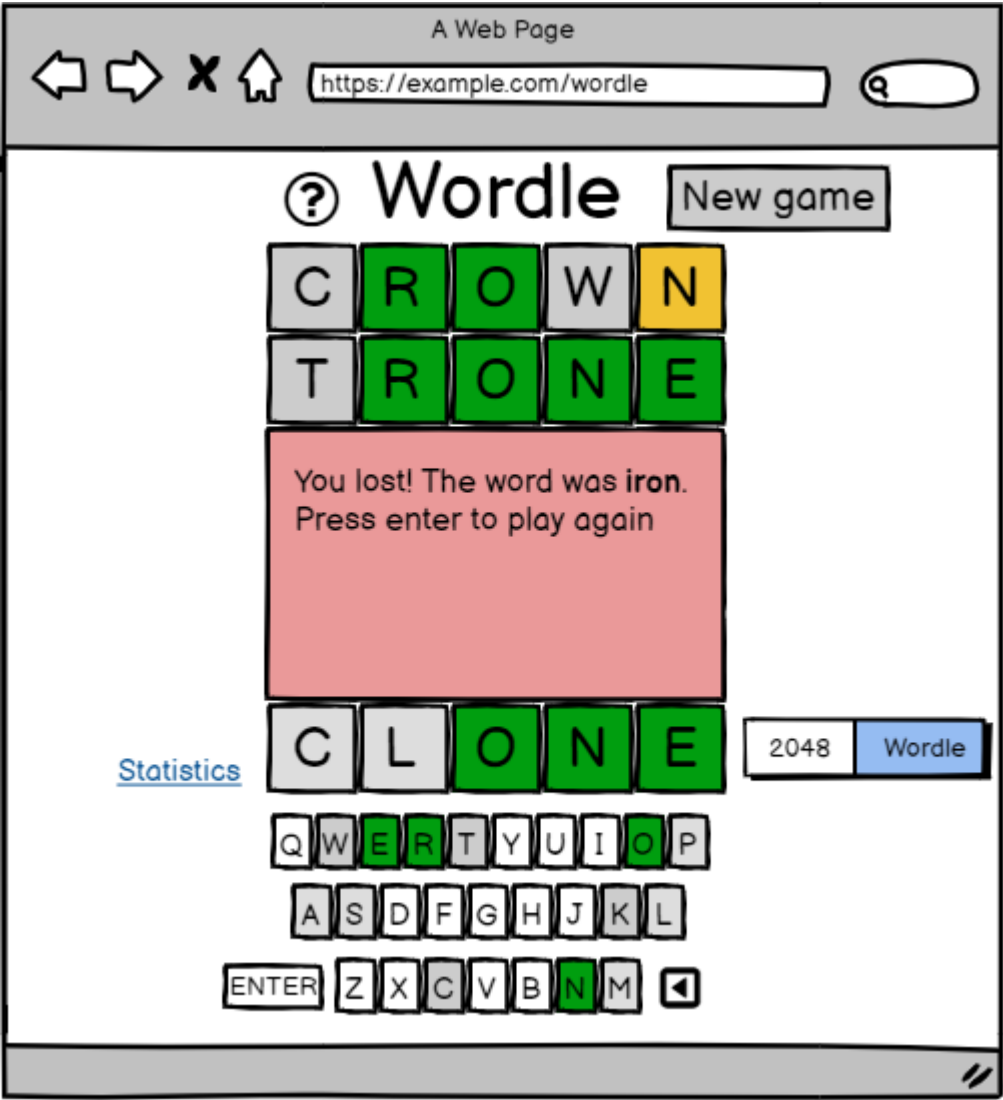 A Web Page
https://example.com/wordle
? Wordle New game
C R O W N
T R O N E
You lost! The word was iron.
Press enter to play again
C L O N E
Statistics
2048 Wordle
Q W E R T Y U I O P
A S D F G H J K L
ENTER Z X C V B N M